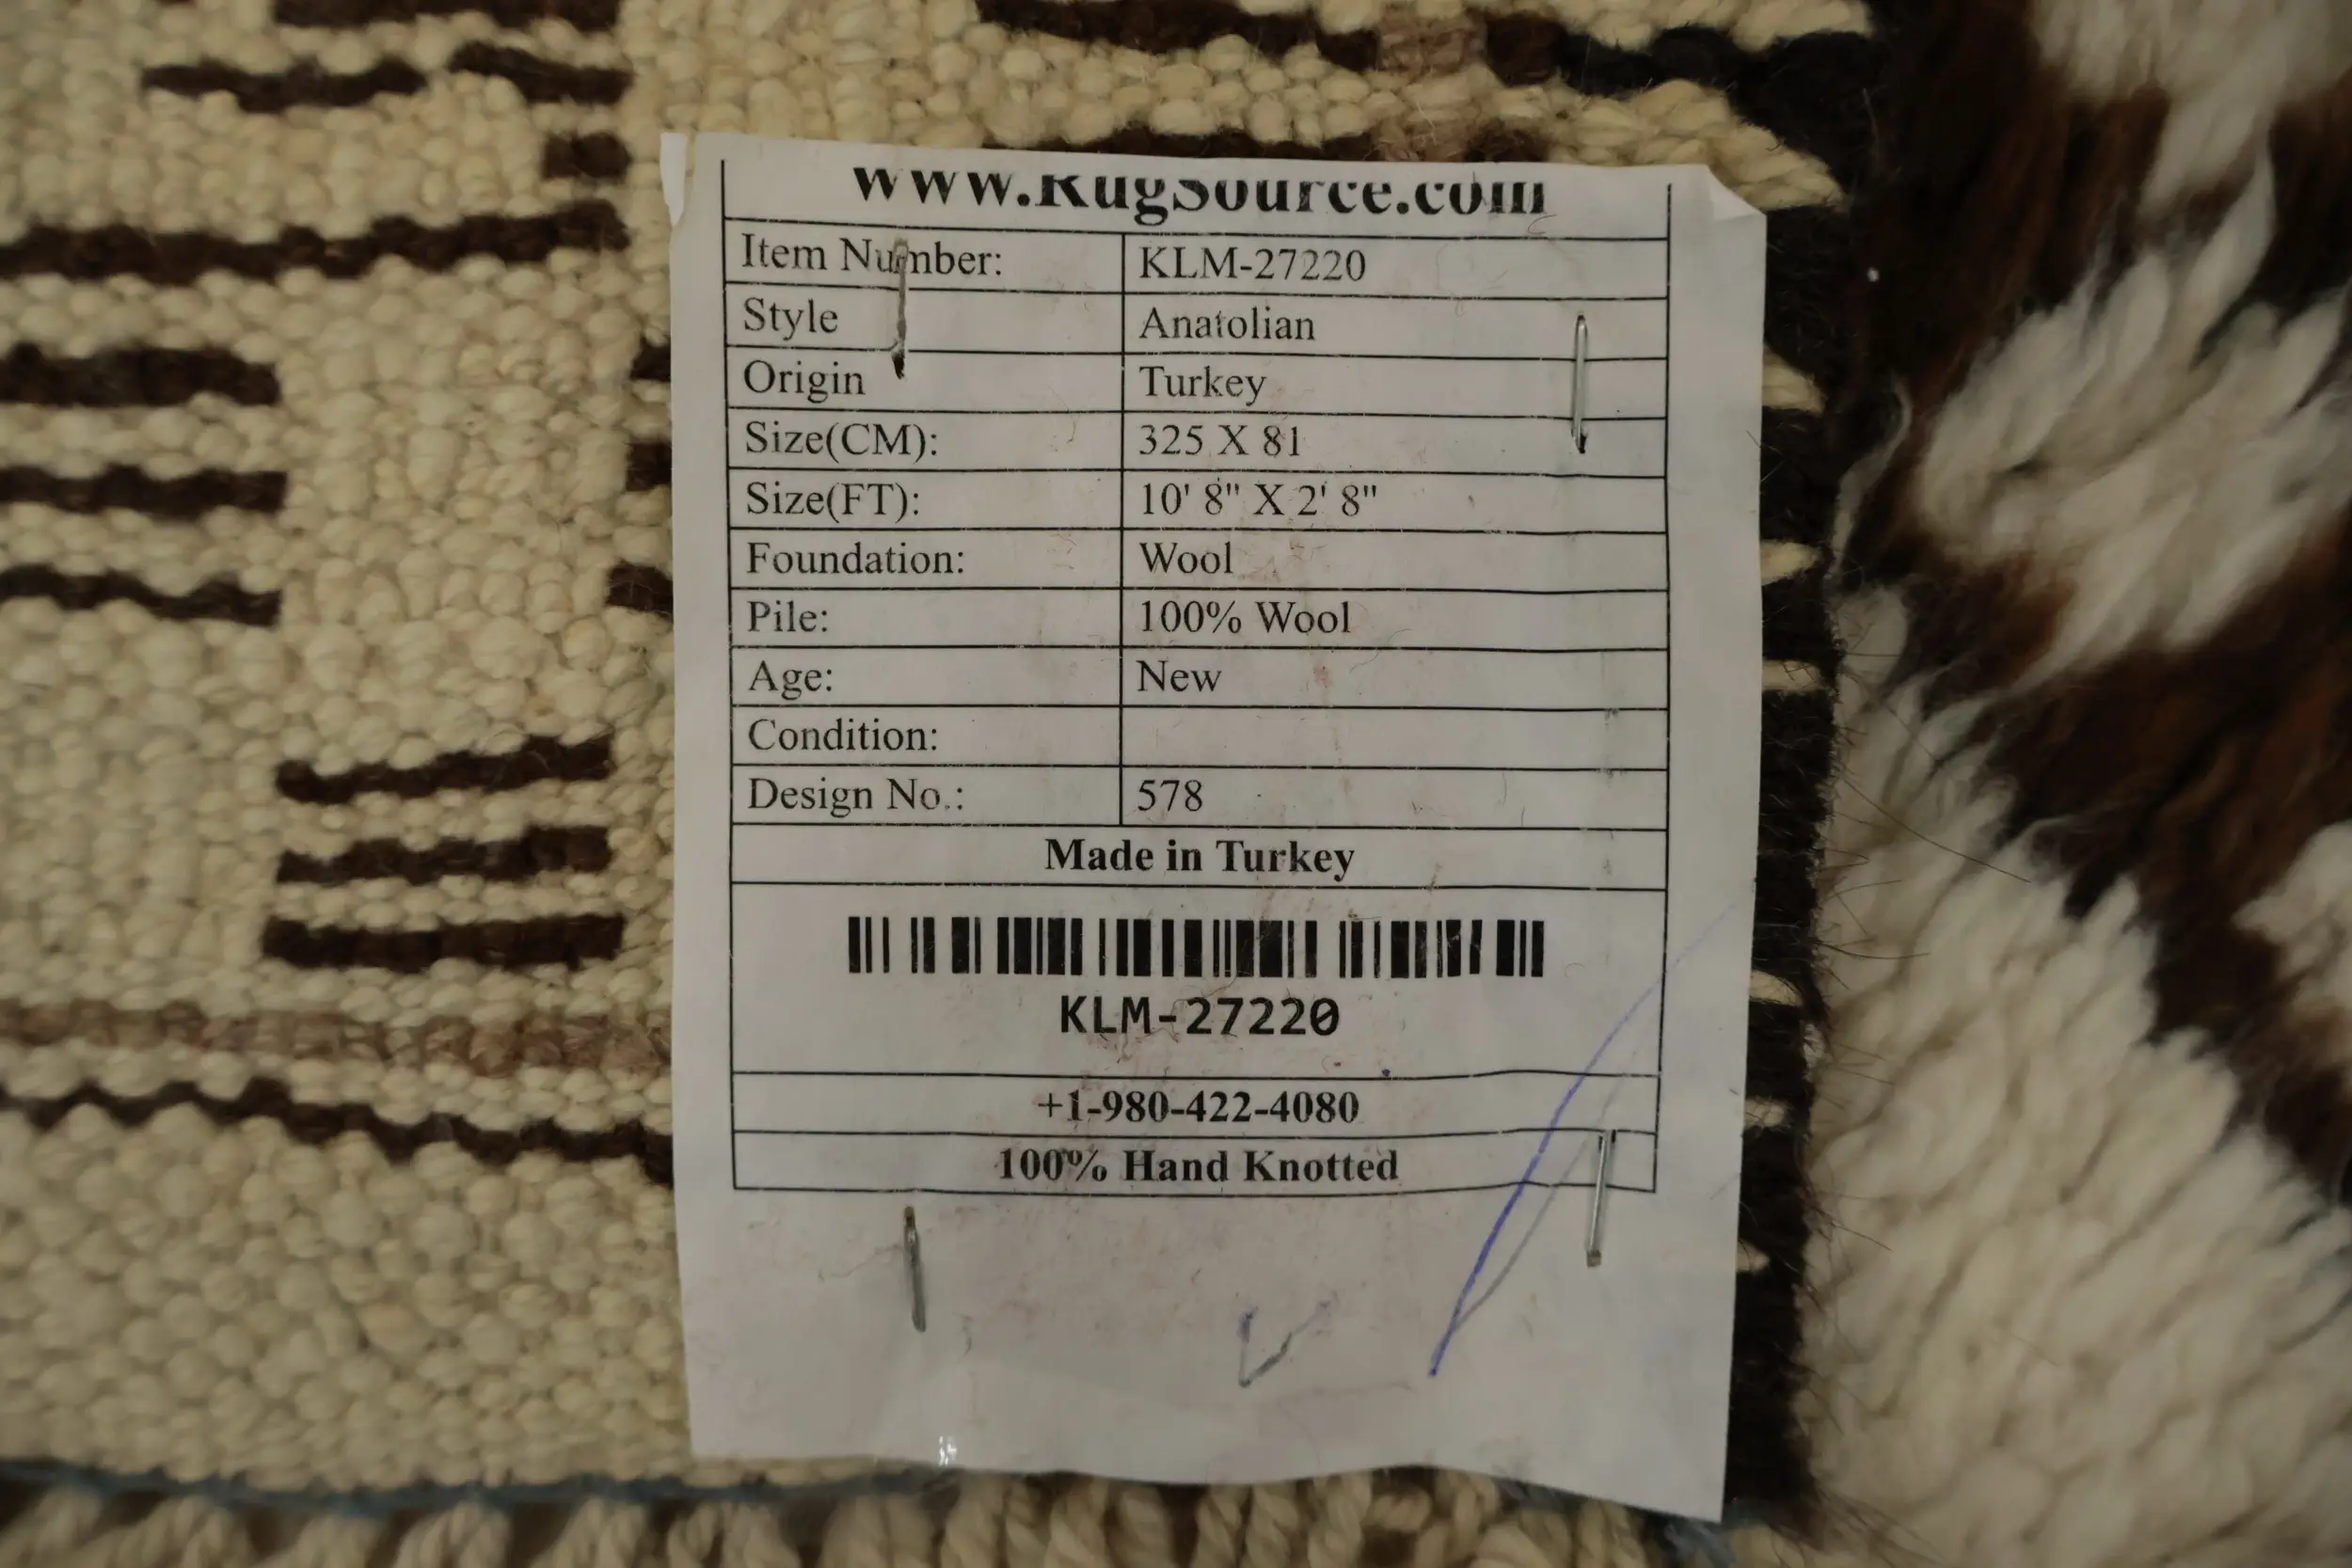 www.RugSource.com
Item Number: KLM-27220
Style Anatolian
Origin Turkey
Size(CM): 325 X 81
Size(FT): 10' 8" X 2' 8"
Foundation: Wool
Pile: 100% Wool
Age: New
Condition:
Design No.: 578
Made in Turkey
KLM-27220
+1-980-422-4080
100% Hand Knotted